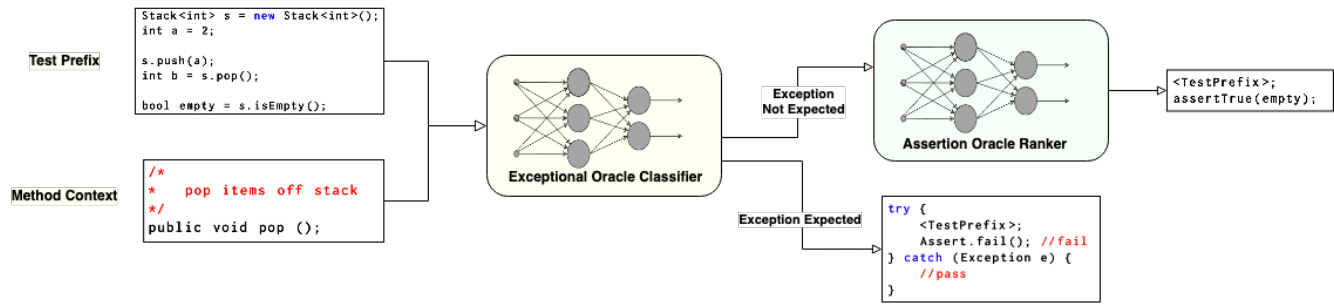 Test Prefix
Stack<int> s = new Stack<int>();
int a = 2;
s.push(a);
int b = s.pop();
bool empty = s.isEmpty();
Method Context
/*
* pop items off stack
*/
public void pop ();
Exceptional Oracle Classifier
Exception
Not Expected
Exception Expected
Assertion Oracle Ranker
<TestPrefix>;
assertTrue(empty);
try {
<TestPrefix>;
Assert.fail(); //fail
} catch (Exception e) {
//pass
}